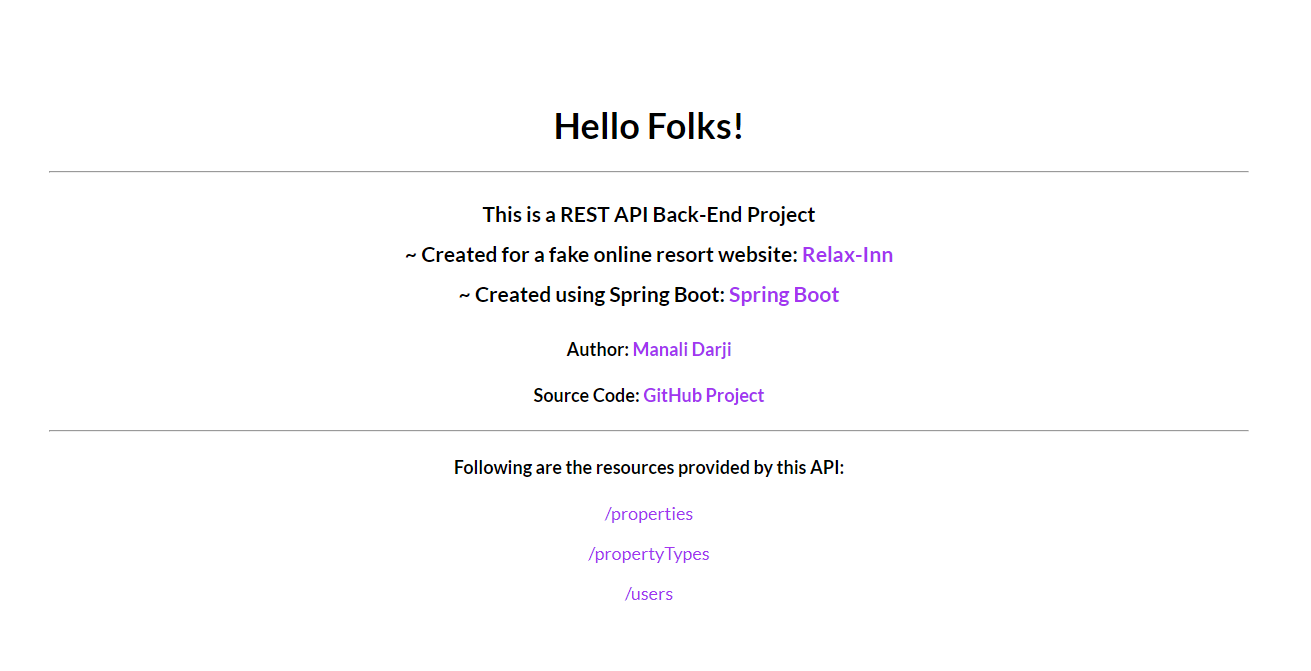 Hello Folks!
This is a REST API Back-End Project
~ Created for a fake online resort website: Relax-Inn
~ Created using Spring Boot: Spring Boot
Author: Manali Darji
Source Code: GitHub Project
Following are the resources provided by this API:
/properties
/propertyTypes
/users